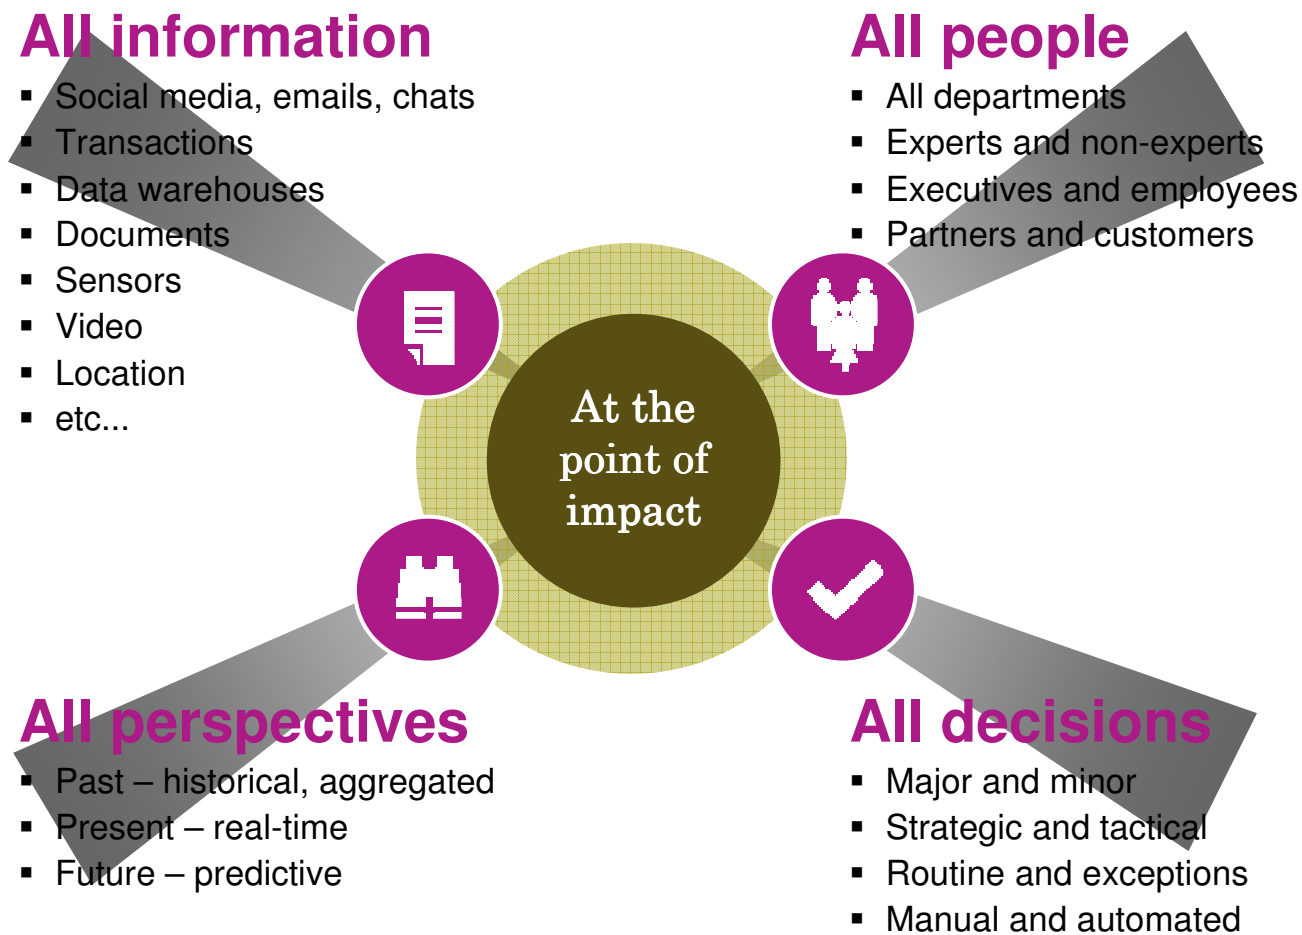 All information
▪ Social media, emails, chats
▪ Transactions
▪ Data warehouses
▪ Documents
▪ Sensors
▪ Video
▪ Location
▪ etc...
All people
▪ All departments
▪ Experts and non-experts
▪ Executives and employees
▪ Partners and customers
At the
point of
impact
All perspectives
▪ Past – historical, aggregated
▪ Present – real-time
▪ Future – predictive
All decisions
▪ Major and minor
▪ Strategic and tactical
▪ Routine and exceptions
▪ Manual and automated